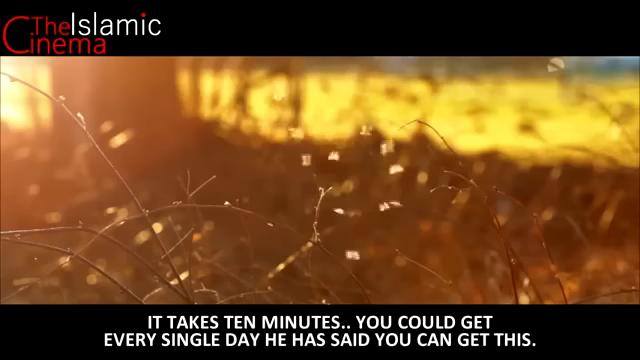 TheIslamic
Cinema
IT TAKES TEN MINUTES.. YOU COULD GET
EVERY SINGLE DAY HE HAS SAID YOU CAN GET THIS.